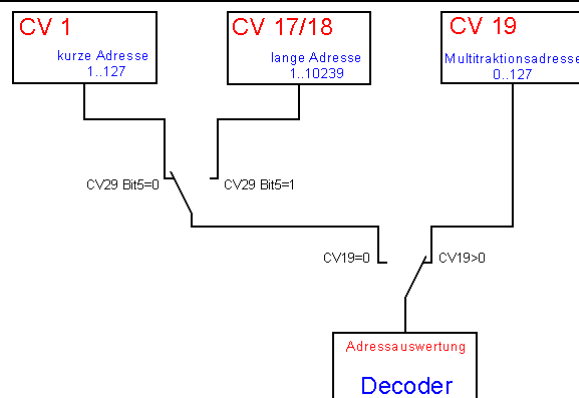 CV 1
kurze Adresse
1..127
CV 17/18
lange Adresse
1..10239
CV 19
Multitraktionsadresse
0..127
CV29 Bit5=0
CV29 Bit5=1
CV19=0
CV19>0
Adressauswertung
Decoder